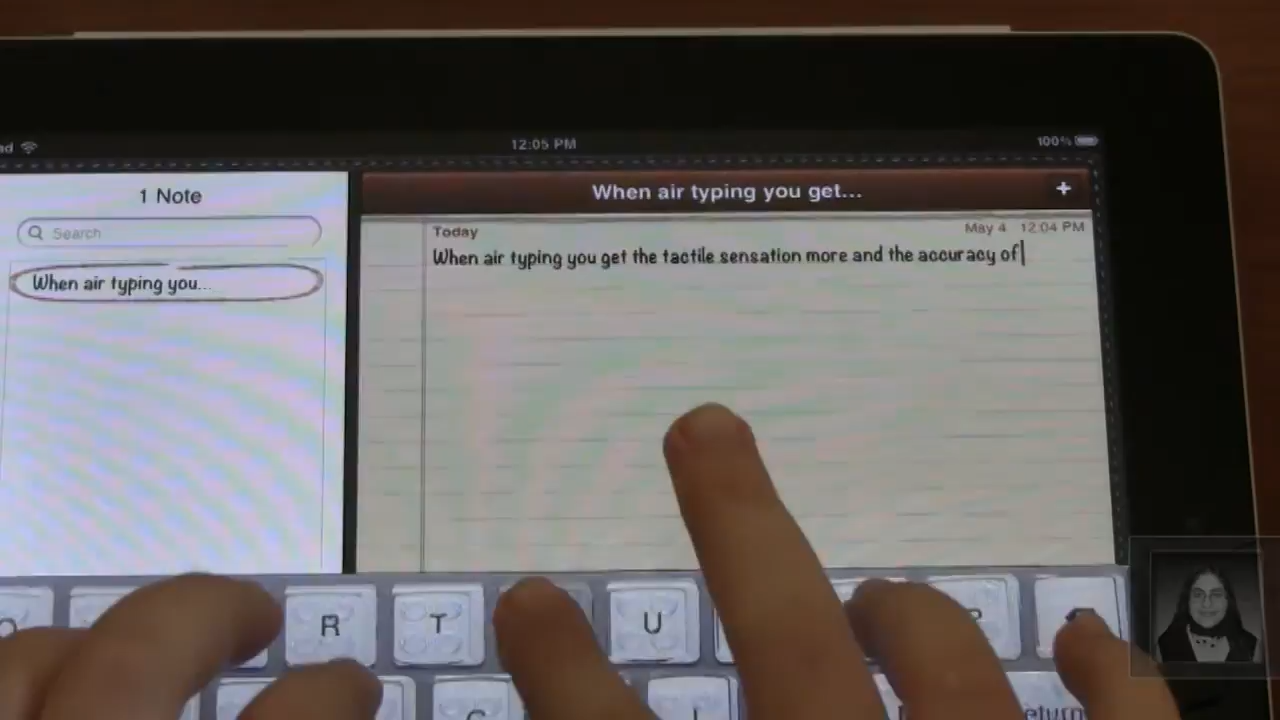 12:05 PM
100%
1 Note
When air typing you get...
+
Search
Today
May 4 12:04 PM
When air typing you...
When air typing you get the tactile sensation more and the accuracy of
R T U